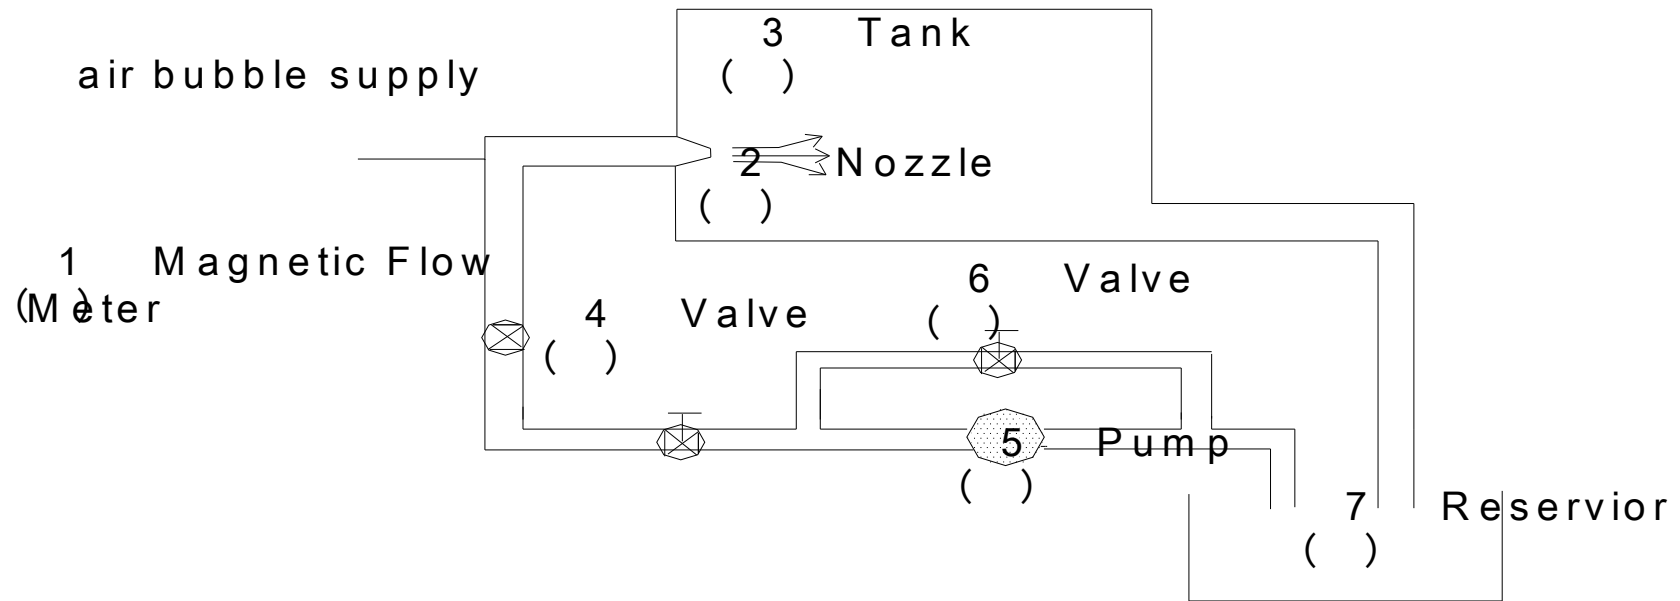 3 Tank
( )
air bubble supply
2 Nozzle
( )
1 Magnetic Flow
( )
Meter
6 Valve
( )
4 Valve
( )
5 Pump
( )
7 Reservior
( )